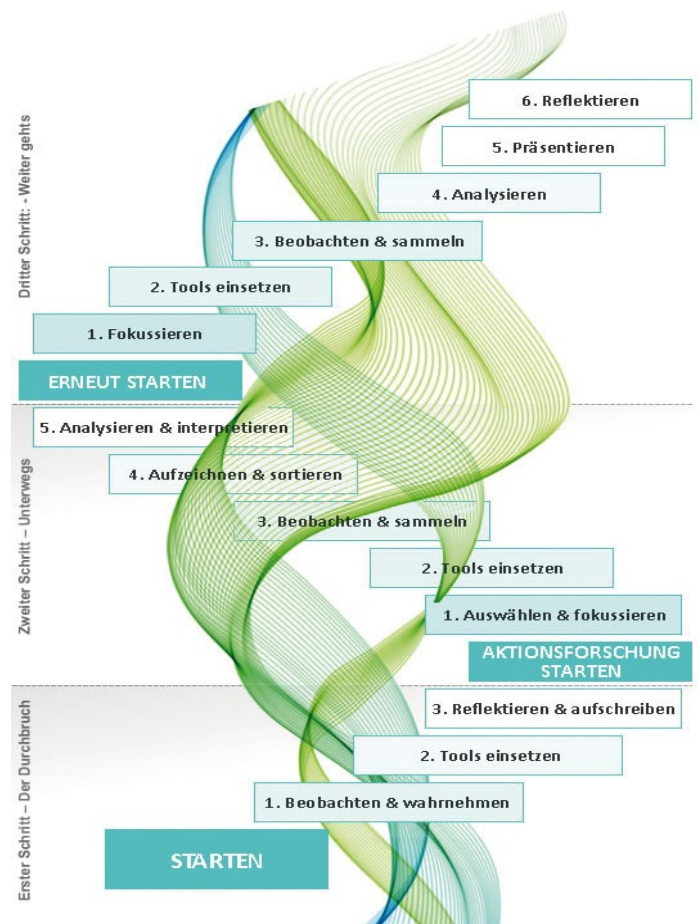 6. Reflektieren
5. Präsentieren
4. Analysieren
3. Beobachten & sammeln
2. Tools einsetzen
1. Fokussieren
ERNEUT STARTEN
Dritter Schritt: - Weiter gehts
5. Analysieren & interpretieren
4. Aufzeichnen & sortieren
3. Beobachten & sammeln
2. Tools einsetzen
1. Auswählen & fokussieren
AKTIONSFORSCHUNG
STARTEN
Zweiter Schritt – Unterwegs
3. Reflektieren & aufschreiben
2. Tools einsetzen
1. Beobachten & wahrnehmen
STARTEN
Erster Schritt – Der Durchbruch